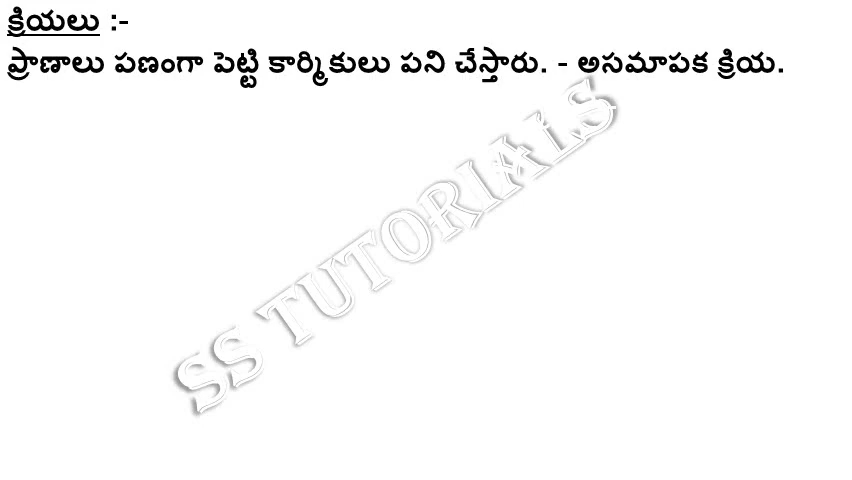 క్రియలు :-
ప్రాణాలు పణంగా పెట్టి కార్మికులు పని చేస్తారు. - అసమాపక క్రియ.
SS TUTORIALS